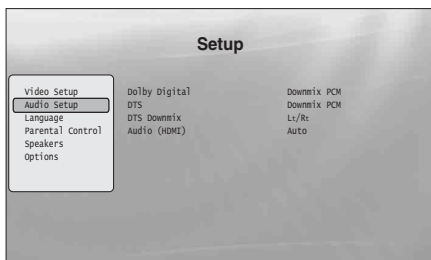 Setup
Video Setup
Audio Setup
Language
Parental Control
Speakers
Options
Dolby Digital Downmix PCM
DTS Downmix PCM
DTS Downmix Lt/Rt
Audio (HDMI) Auto